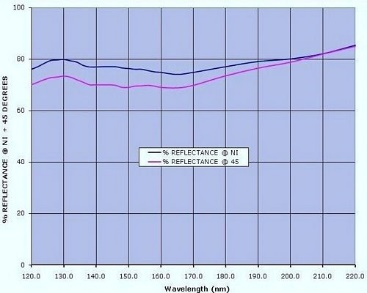 100
80
60
40
20
0
% REFLECTANCE @ NI + 45 DEGREES
% REFLECTANCE @ NI
% REFLECTANCE @ 45
120.0 130.0 140.0 150.0 160.0 170.0 180.0 190.0 200.0 210.0 220.0
Wavelength (nm)